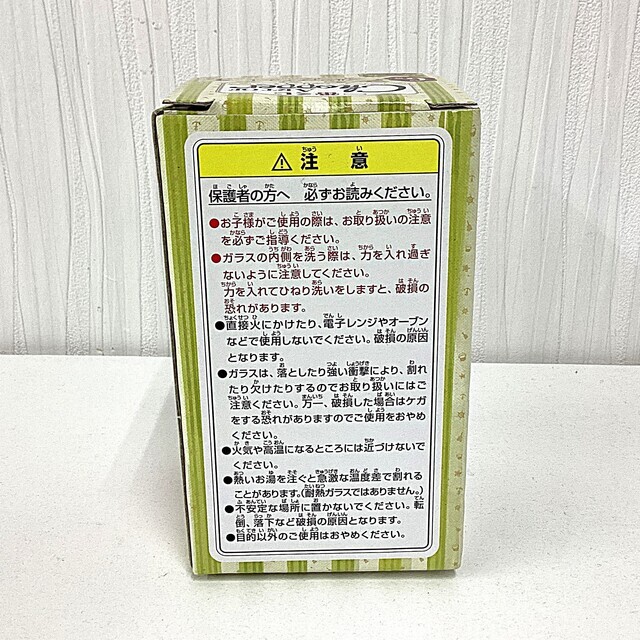 ⚠注意
保護者の方へ 必ずお読みください。
●お子様がご使用の際は、お取り扱いの注意
を必ずご指導ください。
●ガラスの内側を洗う際は、力を入れ過ぎ
ないように注意してください。
力を入れてひねり洗いをしますと、破損の
恐れがあります。
●直接火にかけたり、電子レンジやオーブン
などで使用しないでください。破損の原因
となります。
●ガラスは、落としたり強い衝撃により、割れ
たり欠けたりするのでお取り扱いにはご
注意ください。万一、破損した場合はケガ
をする恐れがありますのでご使用をおやめ
ください。
●火気や高温になるところには近づけないで
ください。
●熱いお湯を注ぐと急激な温度差で割れる
ことがあります。(耐熱ガラスではありません。)
●不安定な場所に置かないでください。転
倒、落下など破損の原因となります。
●目的以外のご使用はおやめください。